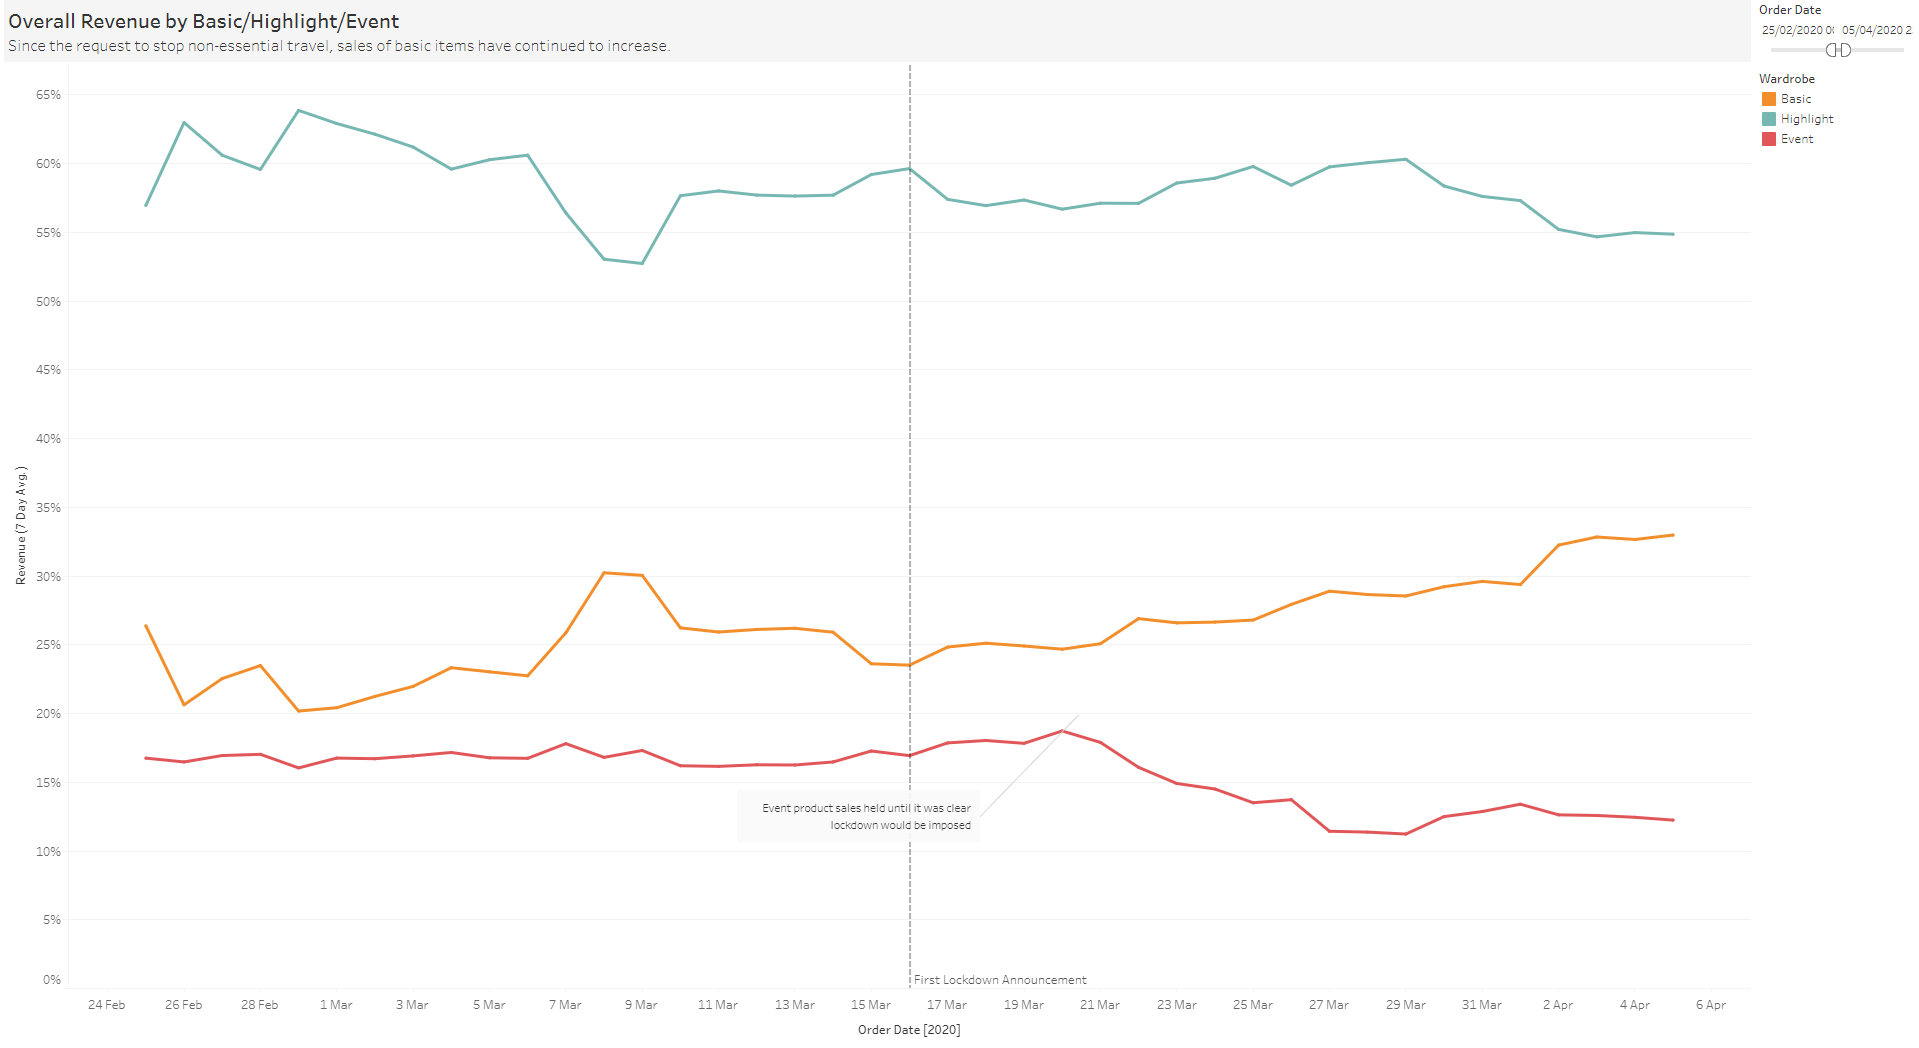 Overall Revenue by Basic/Highlight/Event
Since the request to stop non-essential travel, sales of basic items have continued to increase.
Order Date
25/02/2020 05/04/2020
Wardrobe
Basic
Highlight
Event
65%
60%
55%
50%
45%
40%
35%
30%
25%
20%
15%
10%
5%
0%
Revenue (7 Day Avg.)
Event product sales held until it was clear
lockdown would be imposed
First Lockdown Announcement
24 Feb 26 Feb 28 Feb 1 Mar 3 Mar 5 Mar 7 Mar 9 Mar 11 Mar 13 Mar 15 Mar 17 Mar 19 Mar 21 Mar 23 Mar 25 Mar 27 Mar 29 Mar 31 Mar 2 Apr 4 Apr 6 Apr
Order Date [2020]